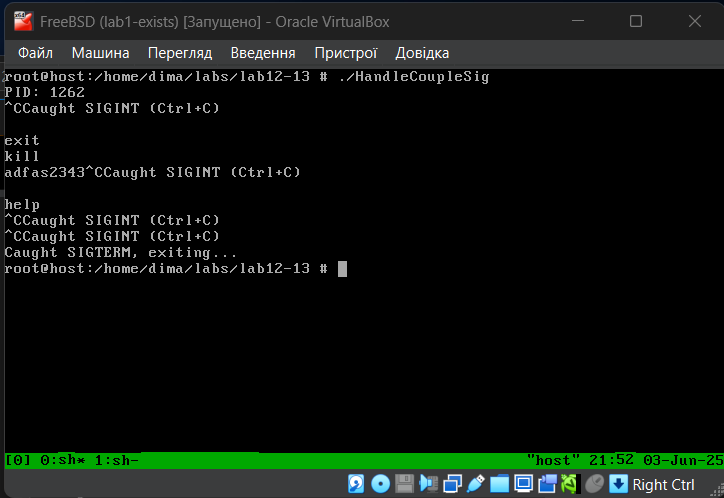 FreeBSD (lab1-exists) [Запущено] - Oracle VirtualBox
Файл Машина Перегляд Введення Пристрої Довідка
root@host:/home/dima/labs/lab12-13 # ./HandleCoupleSig
PID: 1262
^CCaught SIGINT (Ctrl+C)
exit
kill
adfas2343^CCaught SIGINT (Ctrl+C)
help
^CCaught SIGINT (Ctrl+C)
^CCaught SIGINT (Ctrl+C)
Caught SIGTERM, exiting...
root@host:/home/dima/labs/lab12-13 #
[0] 0:sh* 1:sh- "host" 21:52 03-Jun-25
Right Ctrl